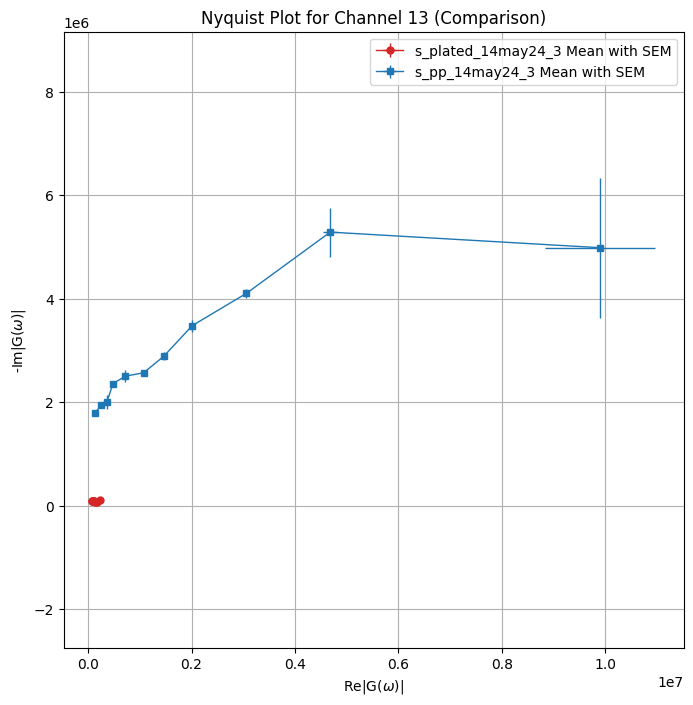 Nyquist Plot for Channel 13 (Comparison)
1e6
s_plated_14may24_3 Mean with SEM
s_pp_14may24_3 Mean with SEM
8
6
4
2
0
−2
-Im|G(ω)|
0.0 0.2 0.4 0.6 0.8 1.0
1e7
Re|G(ω)|